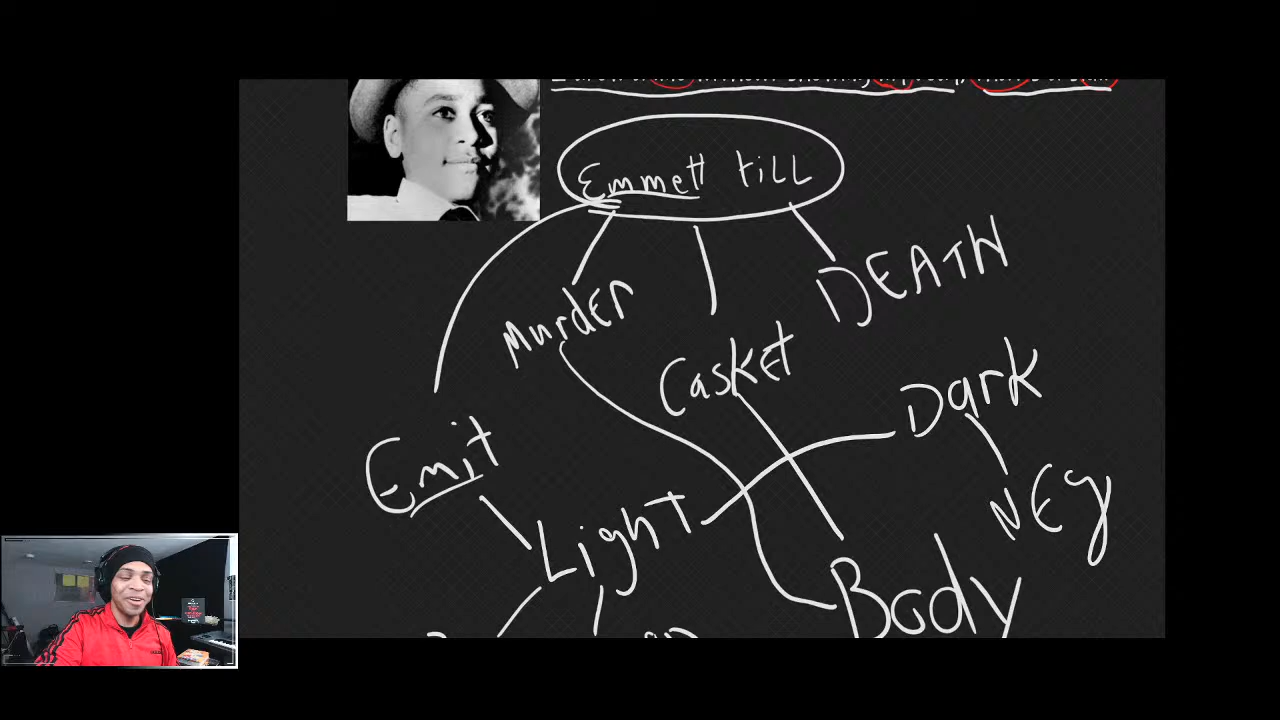 Emmett till
Murder
DEATH
Casket
Dark
Emit
Light
NEg
Body